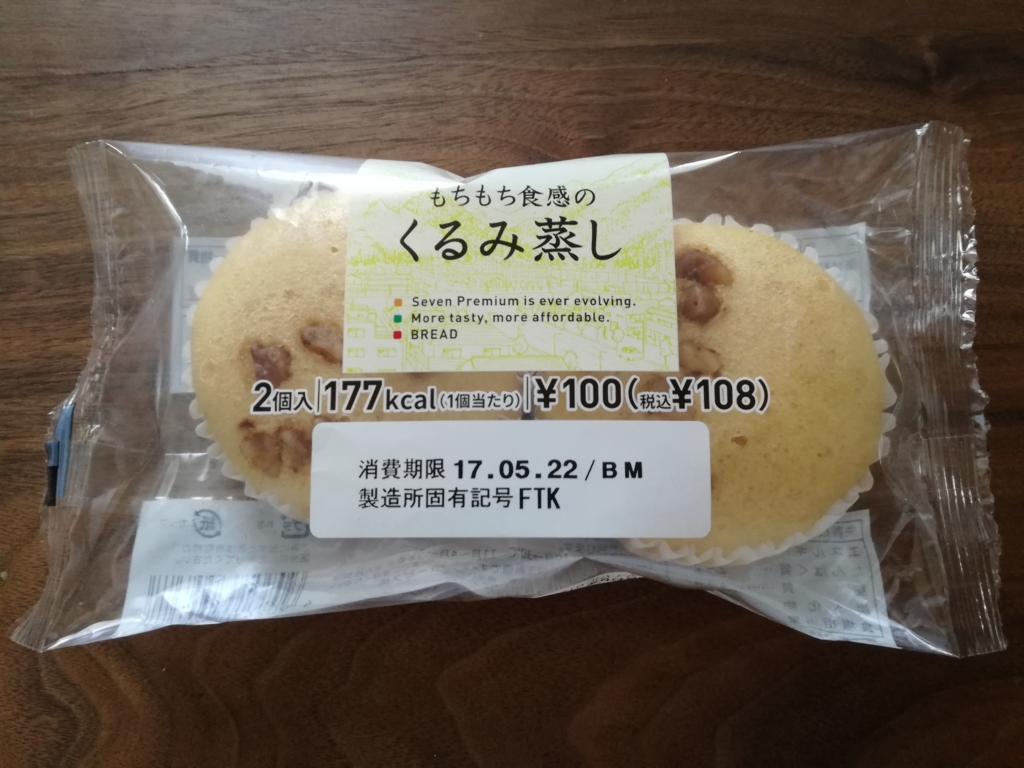 もちもち食感の
くるみ蒸し
Seven Premium is ever evolving.
More tasty, more affordable.
BREAD
2個入|177kcal(1個当たり)|¥100(税込¥108)
消費期限 17.05.22/BM
製造所固有記号 FTK